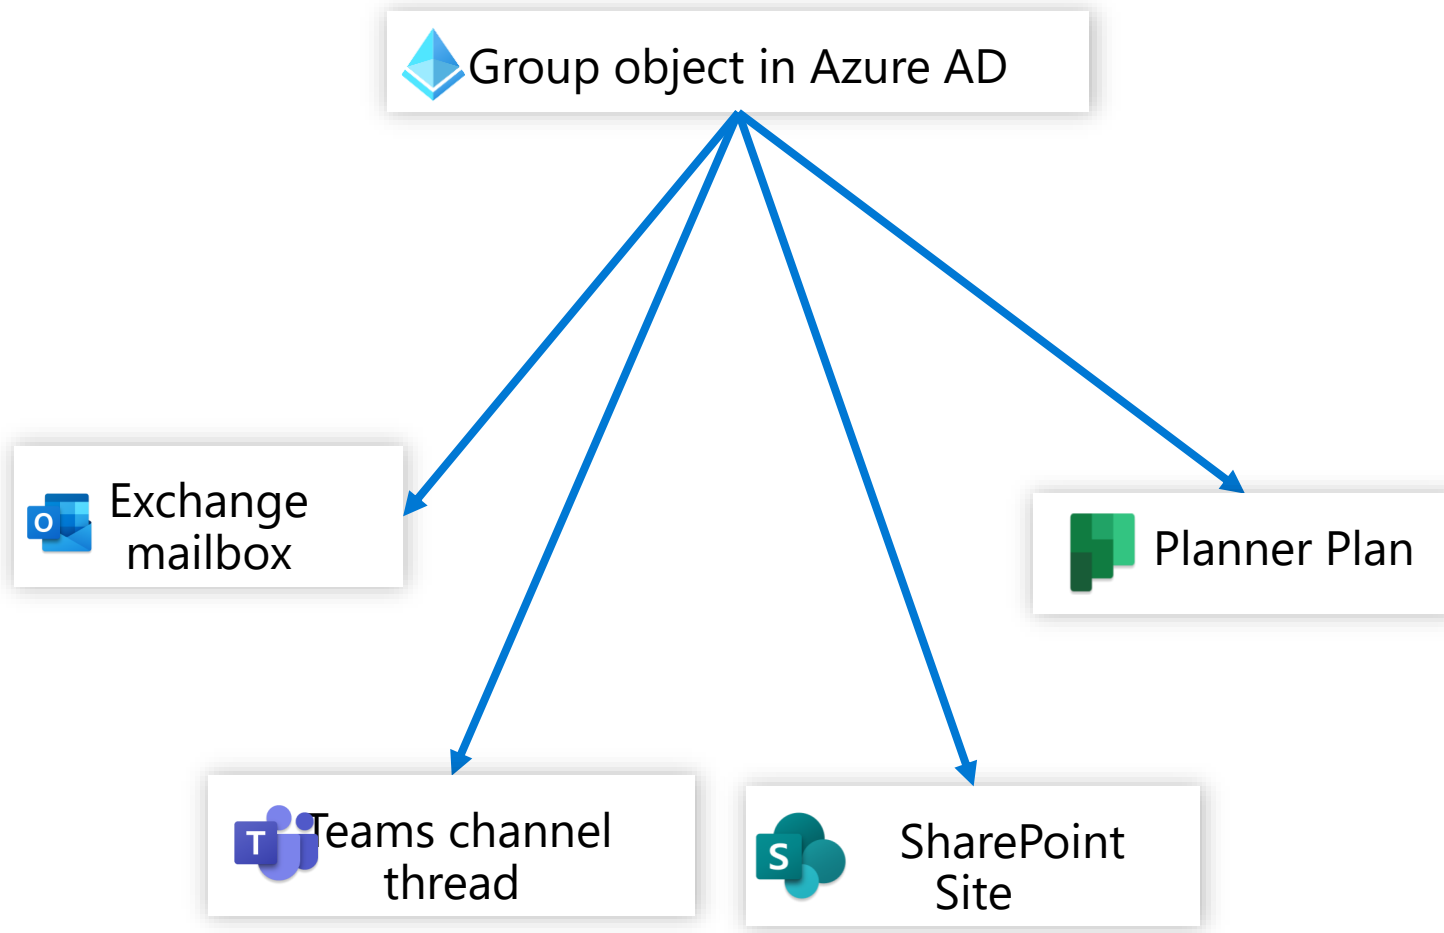 Group object in Azure AD
O
Exchange
mailbox
Planner Plan
T
Teams channel
thread
S
SharePoint
Site